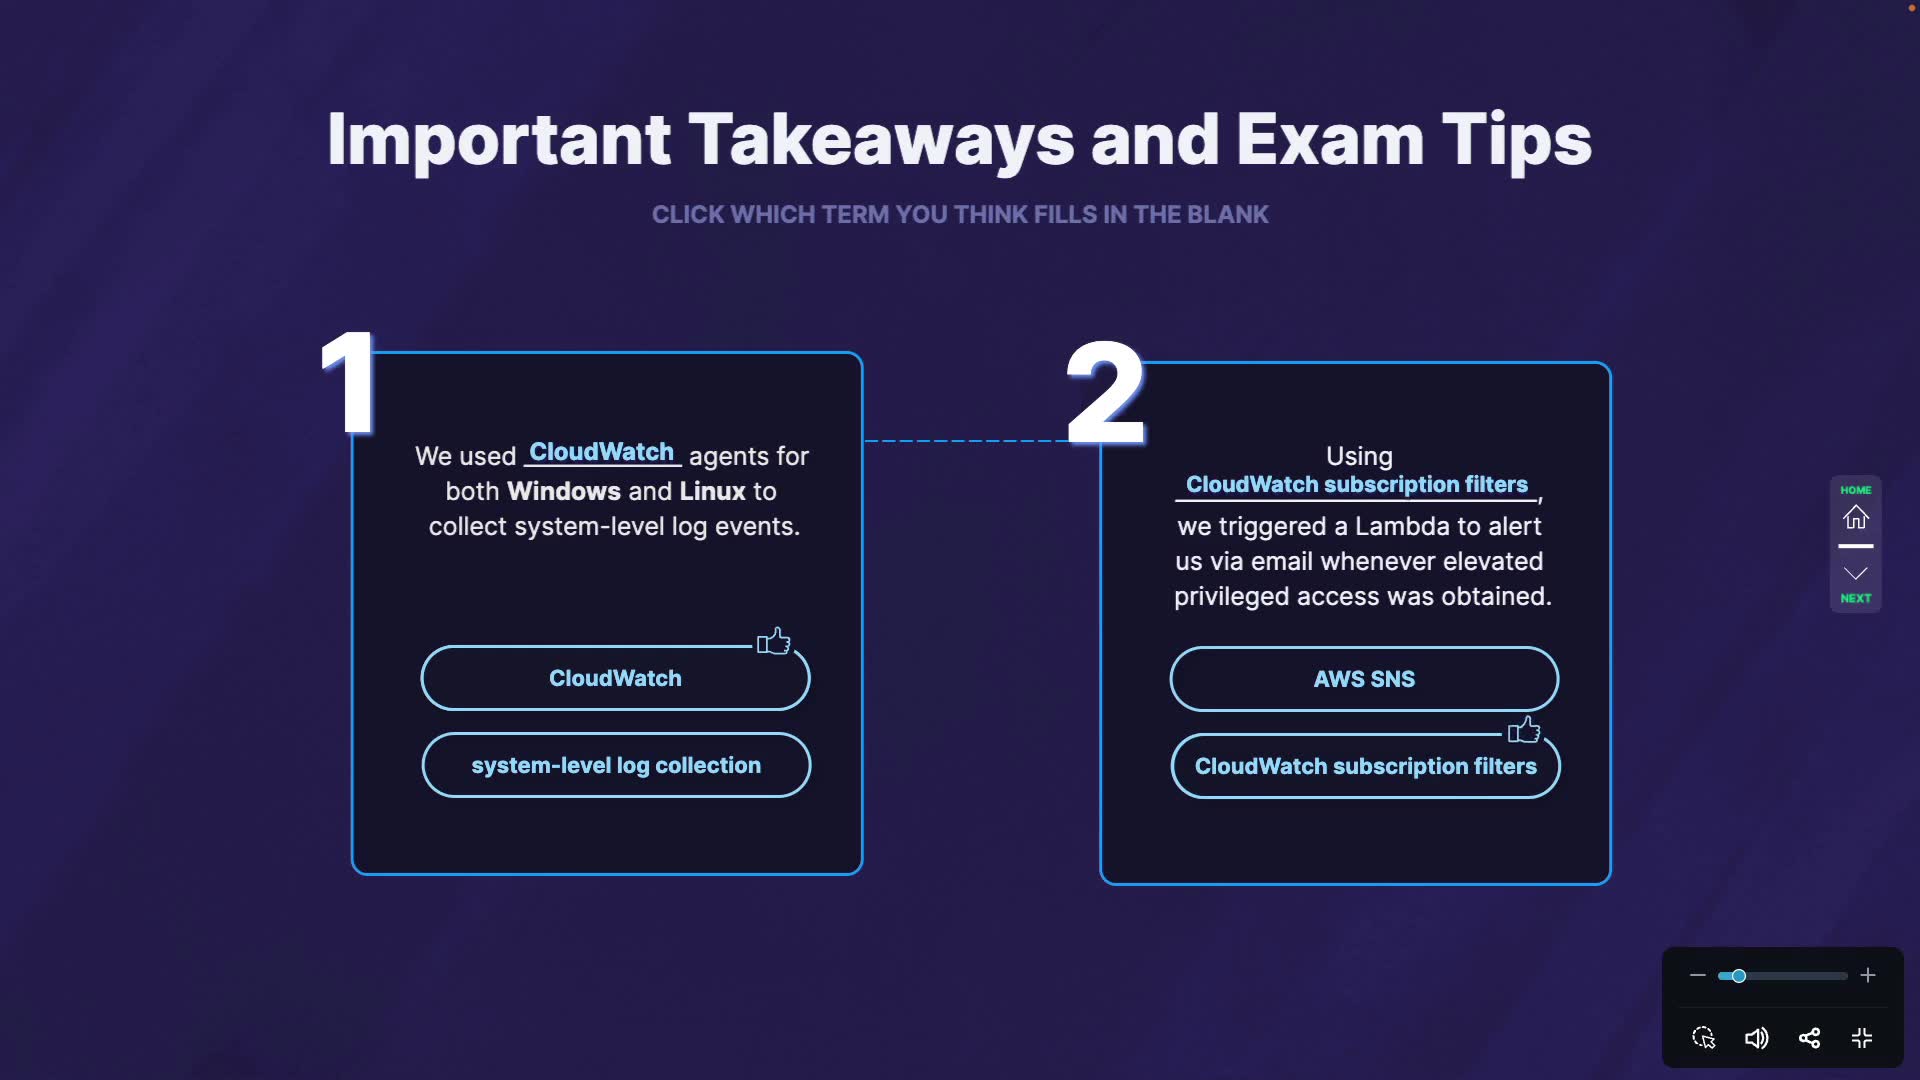 Important Takeaways and Exam Tips
CLICK WHICH TERM YOU THINK FILLS IN THE BLANK
1
We used CloudWatch agents for
both Windows and Linux to
collect system-level log events.
CloudWatch
system-level log collection
2
Using
CloudWatch subscription filters,
we triggered a Lambda to alert
us via email whenever elevated
privileged access was obtained.
AWS SNS
CloudWatch subscription filters
HOME
NEXT